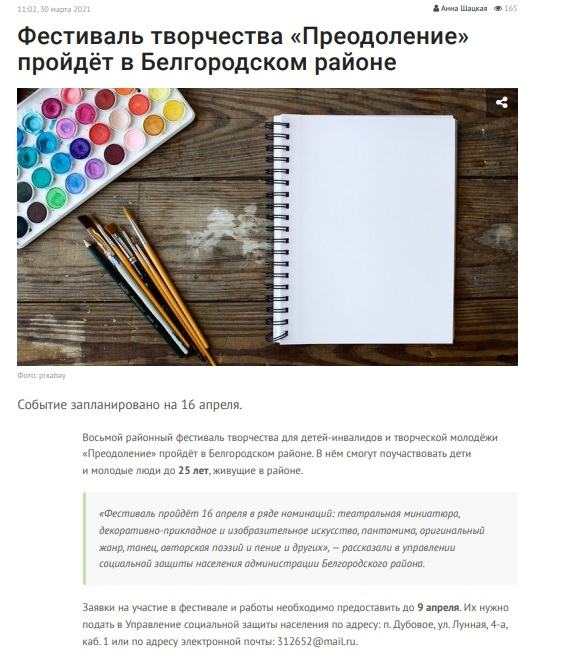 11:02, 30 марта 2021
Анна Шацкая 165
Фестиваль творчества «Преодоление»
пройдёт в Белгородском районе
Фото: pixabay
Событие запланировано на 16 апреля.
Восьмой районный фестиваль творчества для детей-инвалидов и творческой молодёжи
«Преодоление» пройдёт в Белгородском районе. В нём смогут поучаствовать дети
и молодые люди до 25 лет, живущие в районе.
«Фестиваль пройдёт 16 апреля в ряде номинаций: театральная миниатюра,
декоративно-прикладное и изобразительное искусство, пантомима, оригинальный
жанр, танец, авторская поэзий и пение и других», — рассказали в управлении
социальной защиты населения администрации Белгородского района.
Заявки на участие в фестивале и работы необходимо предоставить до 9 апреля. Их нужно
подать в Управление социальной защиты населения по адресу: п. Дубовое, ул. Лунная, 4-а,
каб. 1 или по адресу электронной почты: 312652@mail.ru.